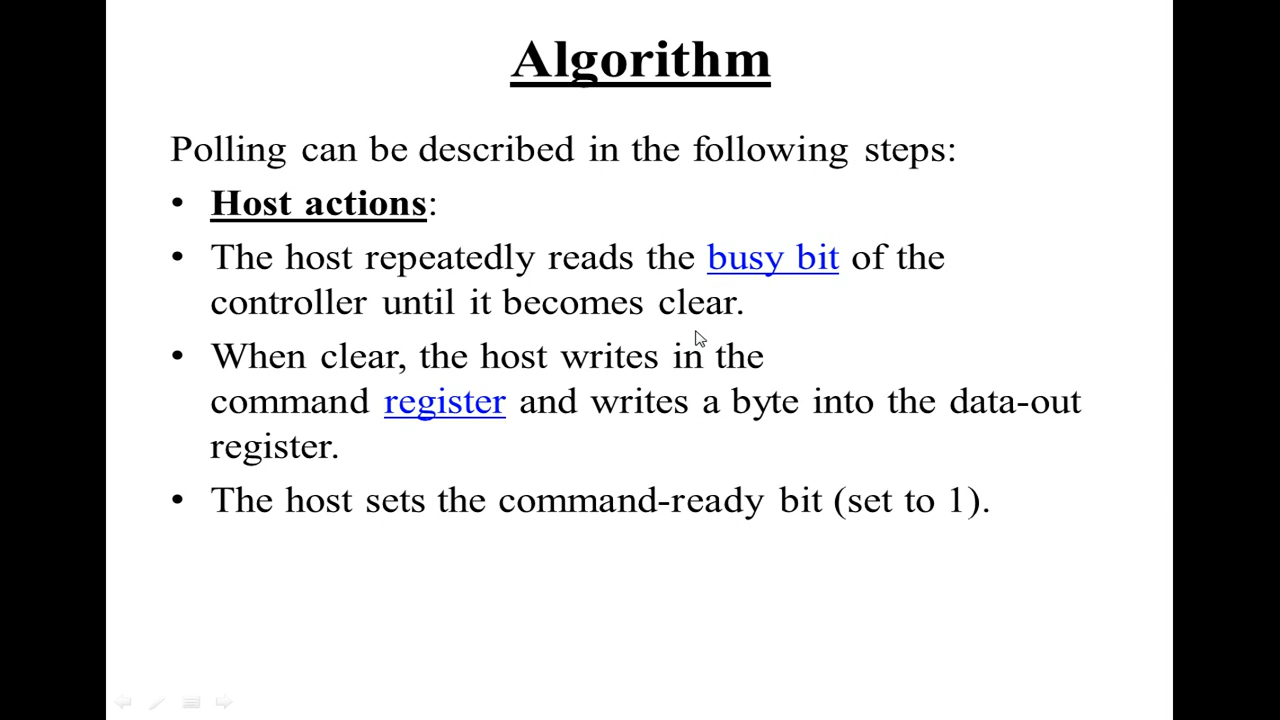 Algorithm
Polling can be described in the following steps:
• Host actions:
• The host repeatedly reads the busy bit of the
controller until it becomes clear.
• When clear, the host writes in the
command register and writes a byte into the data-out
register.
• The host sets the command-ready bit (set to 1).